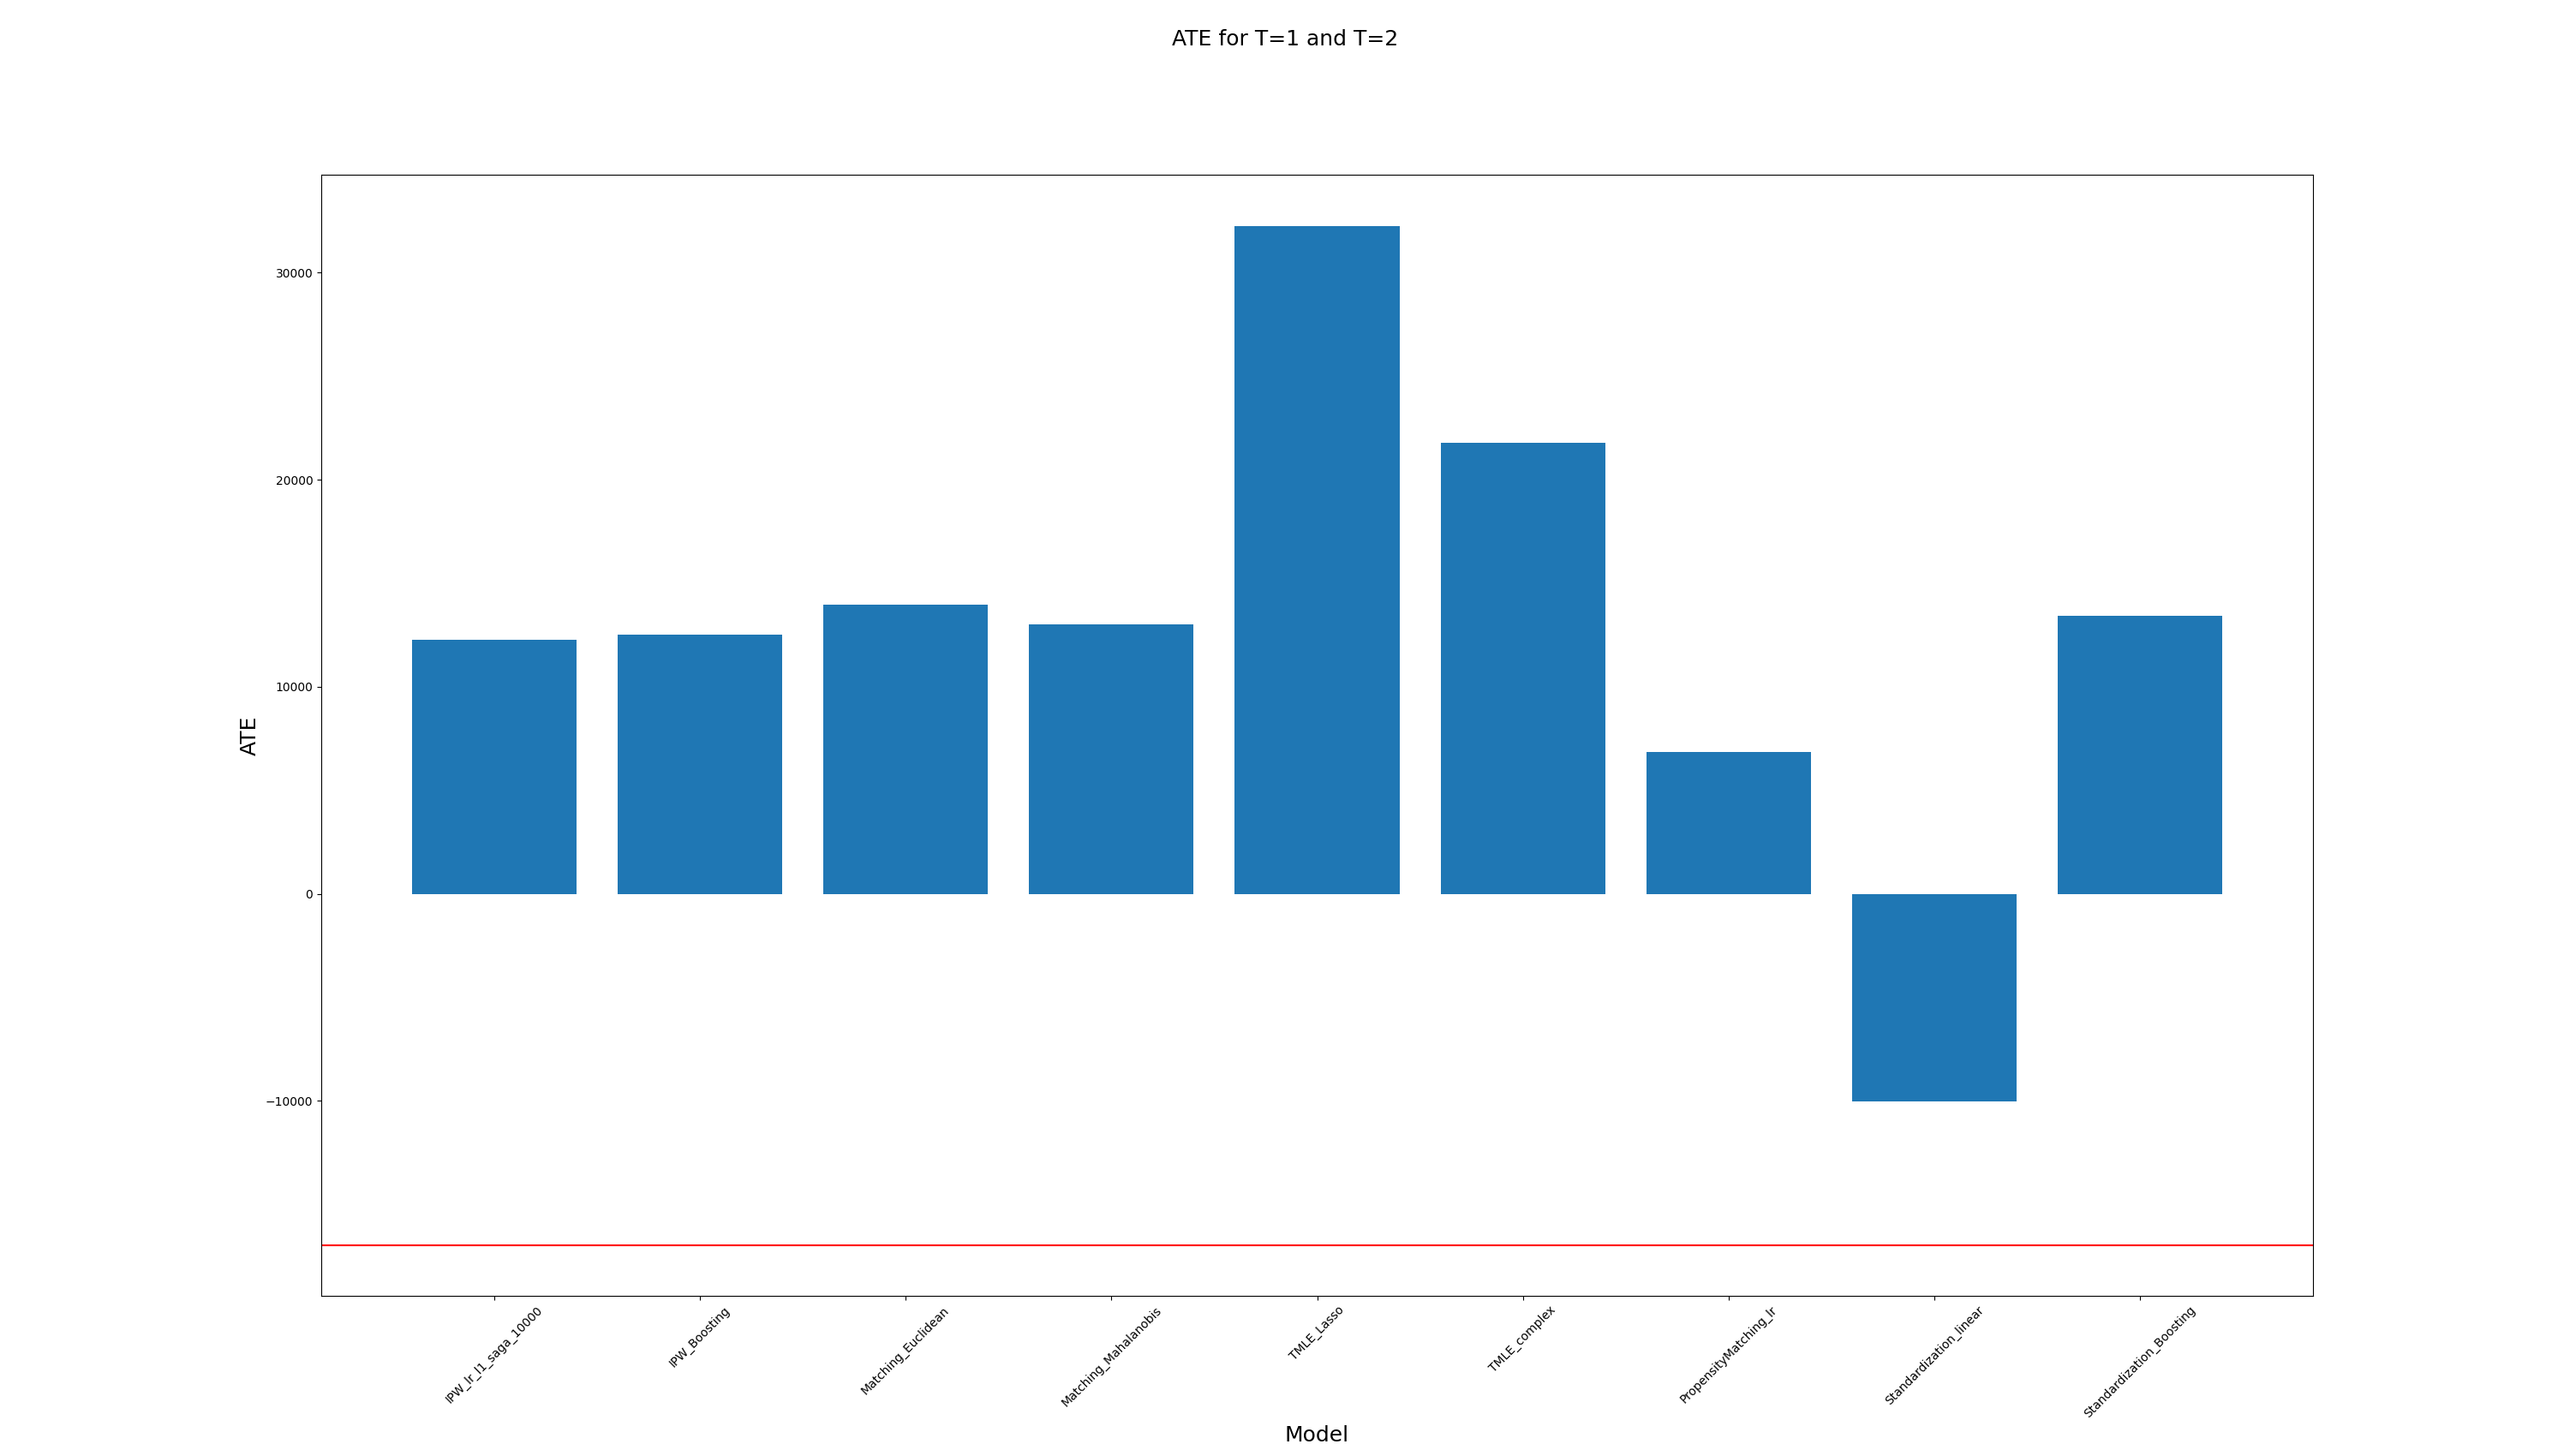 ATE for T=1 and T=2
30000
20000
10000
0
−10000
ATE
IPW_lr_l1_saga_10000
IPW_Boosting
Matching_Euclidean
Matching_Mahalanobis
TMLE_Lasso
TMLE_complex
PropensityMatching_lr
Standardization_linear
Standardization_Boosting
Model